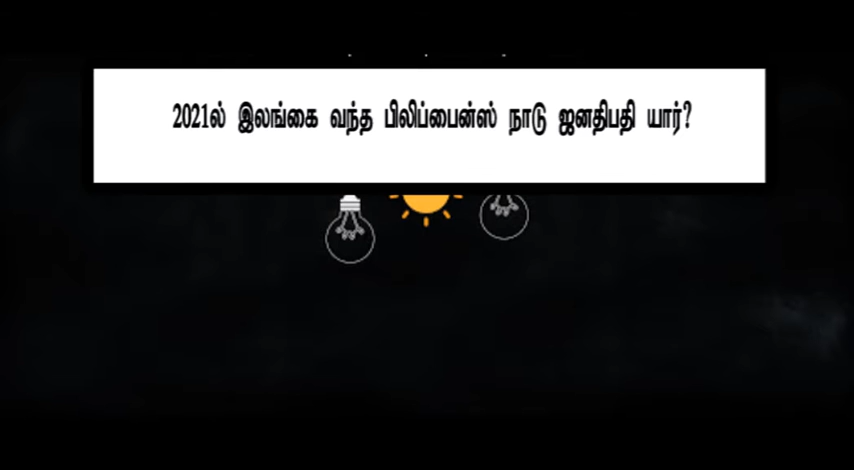 2021ல் இலங்கை வந்த பிலிப்பைன்ஸ் நாடு ஜனதிபதி யார்?